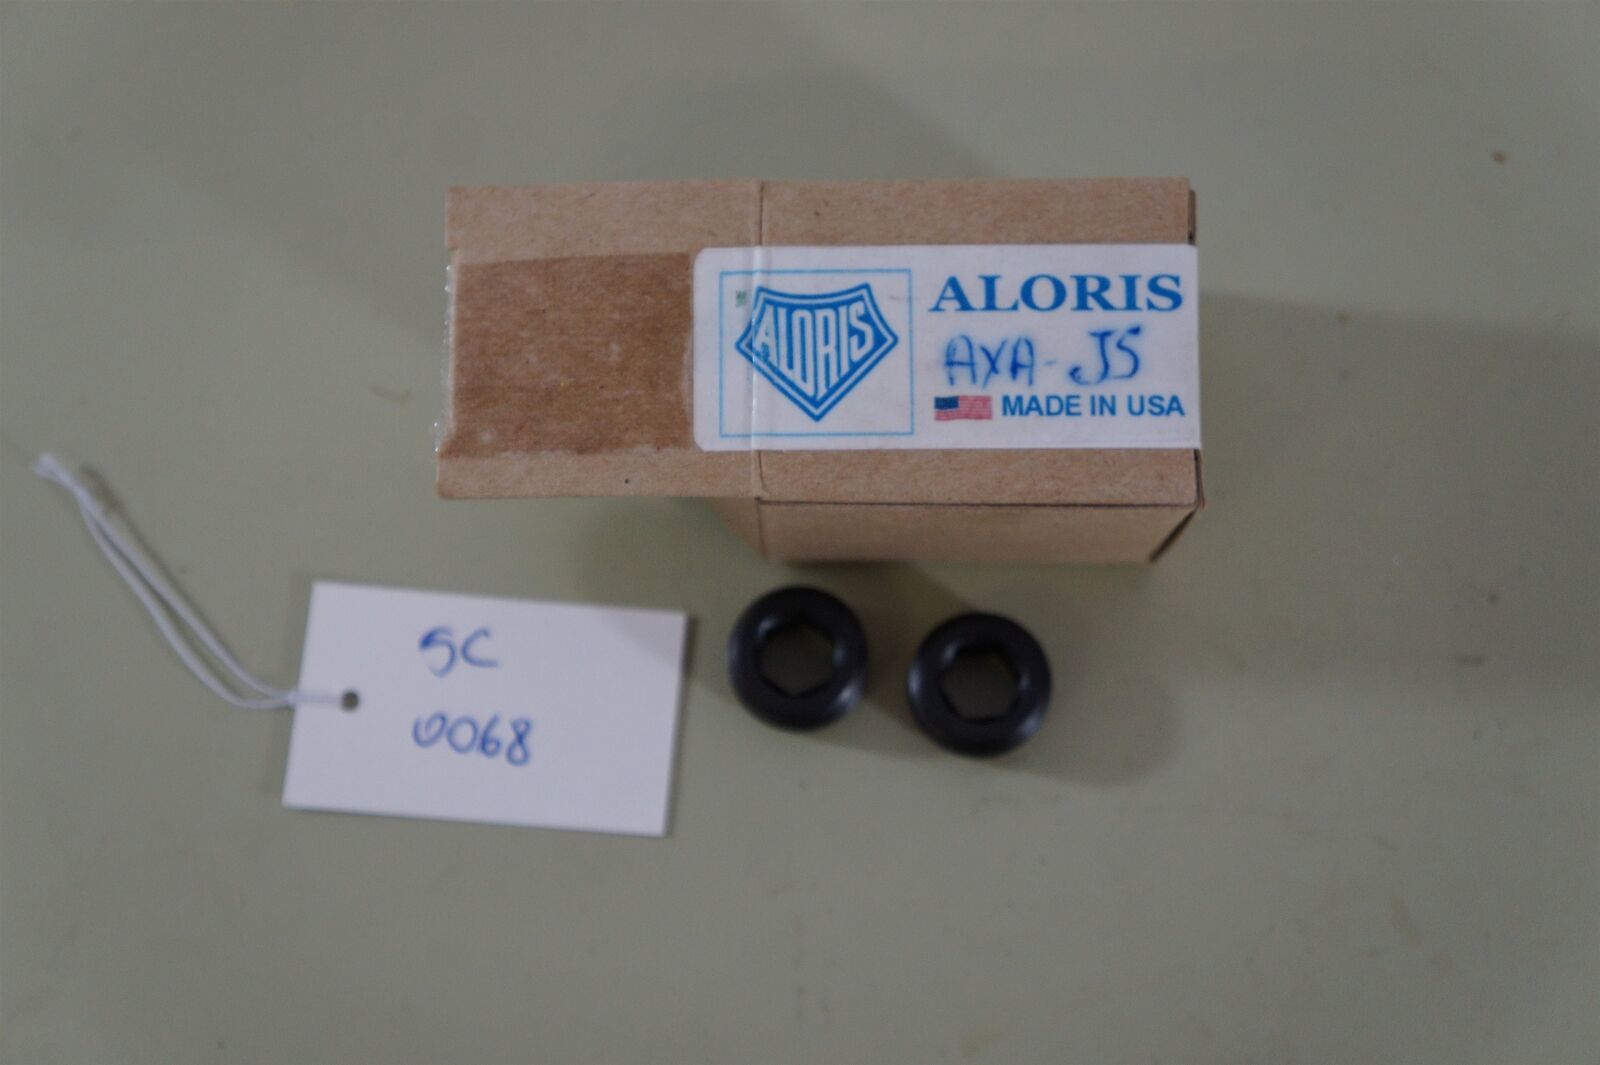 ALORIS
ALORIS
AXA-JS
MADE IN USA
SC
0068